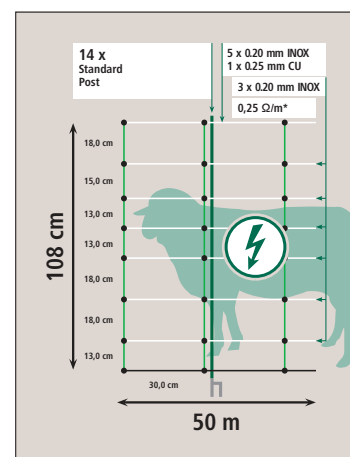 14 x
Standard
Post
5 x 0.20 mm INOX
1 x 0.25 mm CU
3 x 0.20 mm INOX
0,25 Ω/m*
108 cm
18,0 cm
15,0 cm
13,0 cm
13,0 cm
18,0 cm
18,0 cm
13,0 cm
30,0 cm
50 m